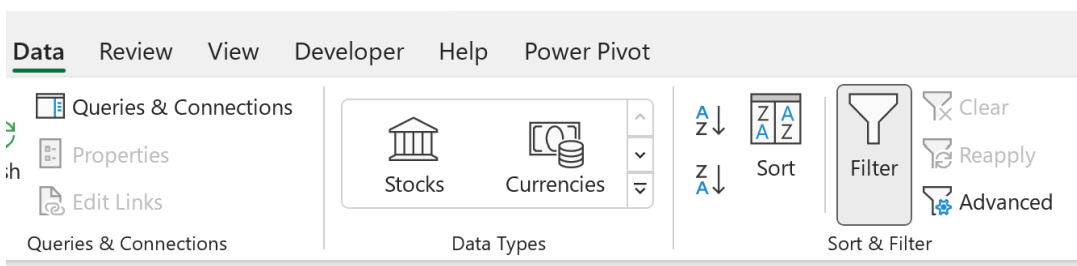 Data Review View Developer Help Power Pivot
Queries & Connections
Properties
sh
Edit Links
Queries & Connections
Stocks
Currencies
Data Types
A
Z
Z
A
Z A
A Z
Sort
Filter
Clear
Reapply
Advanced
Sort & Filter